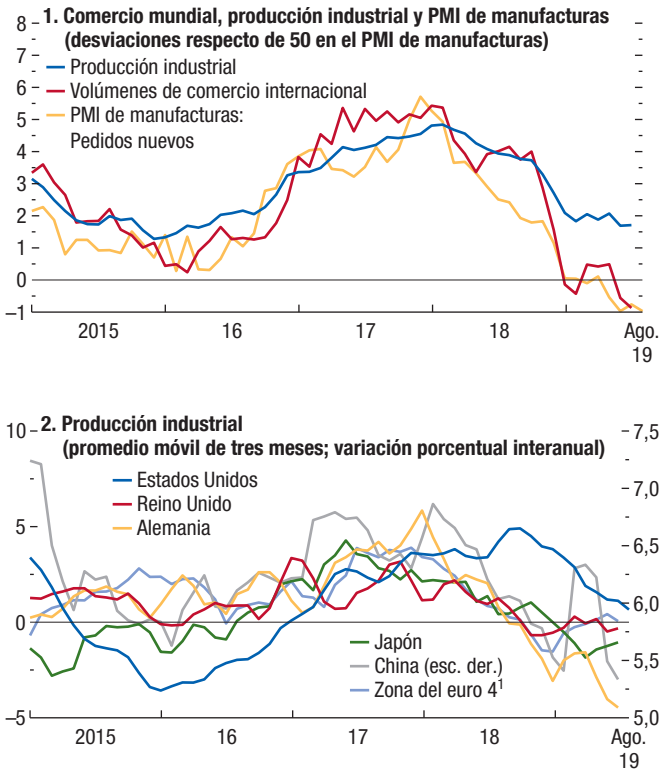 1. Comercio mundial, producción industrial y PMI de manufacturas
(desviaciones respecto de 50 en el PMI de manufacturas)
Producción industrial
Volúmenes de comercio internacional
PMI de manufacturas:
Pedidos nuevos
8
7
6
5
4
3
2
1
0
–1
2015 16 17 18 Ago.
19
2. Producción industrial
(promedio móvil de tres meses; variación porcentual interanual)
Estados Unidos
Reino Unido
Alemania
Japón
China (esc. der.)
Zona del euro 4¹
10
5
0
–5
7,5
7,0
6,5
6,0
5,5
5,0
2015 16 17 18 Ago.
19